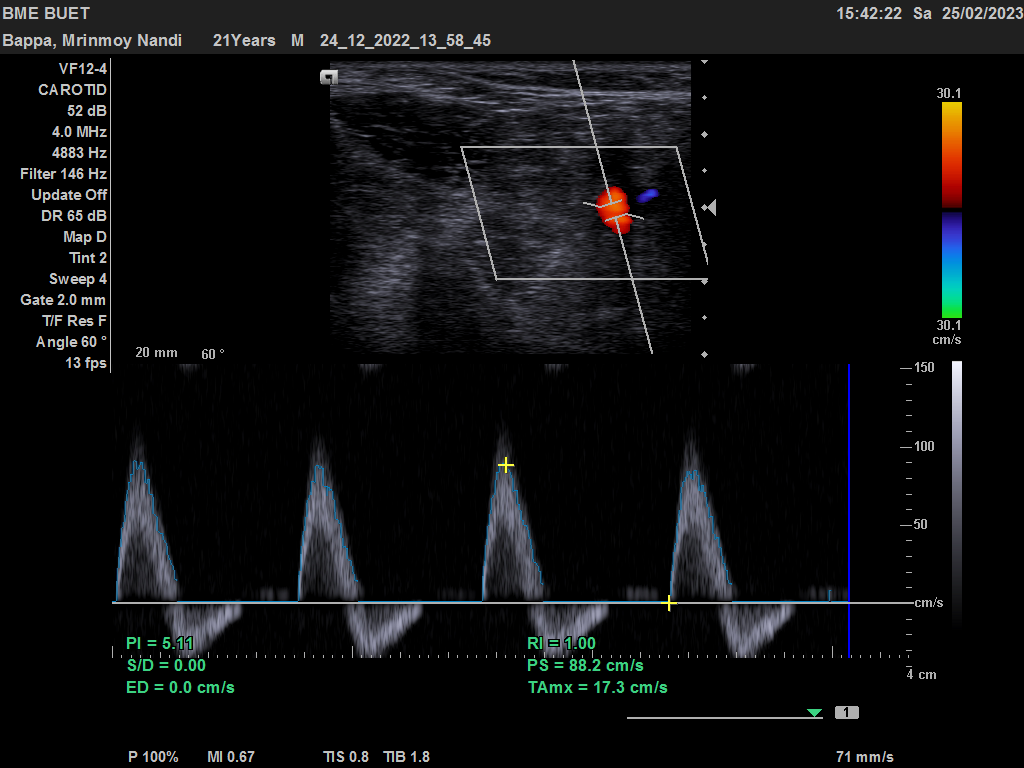 BME BUET 15:42:22 Sa 25/02/2023
Bappa, Mrinmoy Nandi 21Years M 24_12_2022_13_58_45
VF12-4
CAROTID
52 dB
4.0 MHz
4883 Hz
Filter 146 Hz
Update Off
DR 65 dB
Map D
Tint 2
Sweep 4
Gate 2.0 mm
T/F Res F
Angle 60 °
13 fps
20 mm 60 °
30.1
30.1
cm/s
150
100
50
cm/s
PI = 5.11
S/D = 0.00
ED = 0.0 cm/s
RI = 1.00
PS = 88.2 cm/s
TAmx = 17.3 cm/s
4 cm
1
P 100% MI 0.67 TIS 0.8 TIB 1.8 71 mm/s